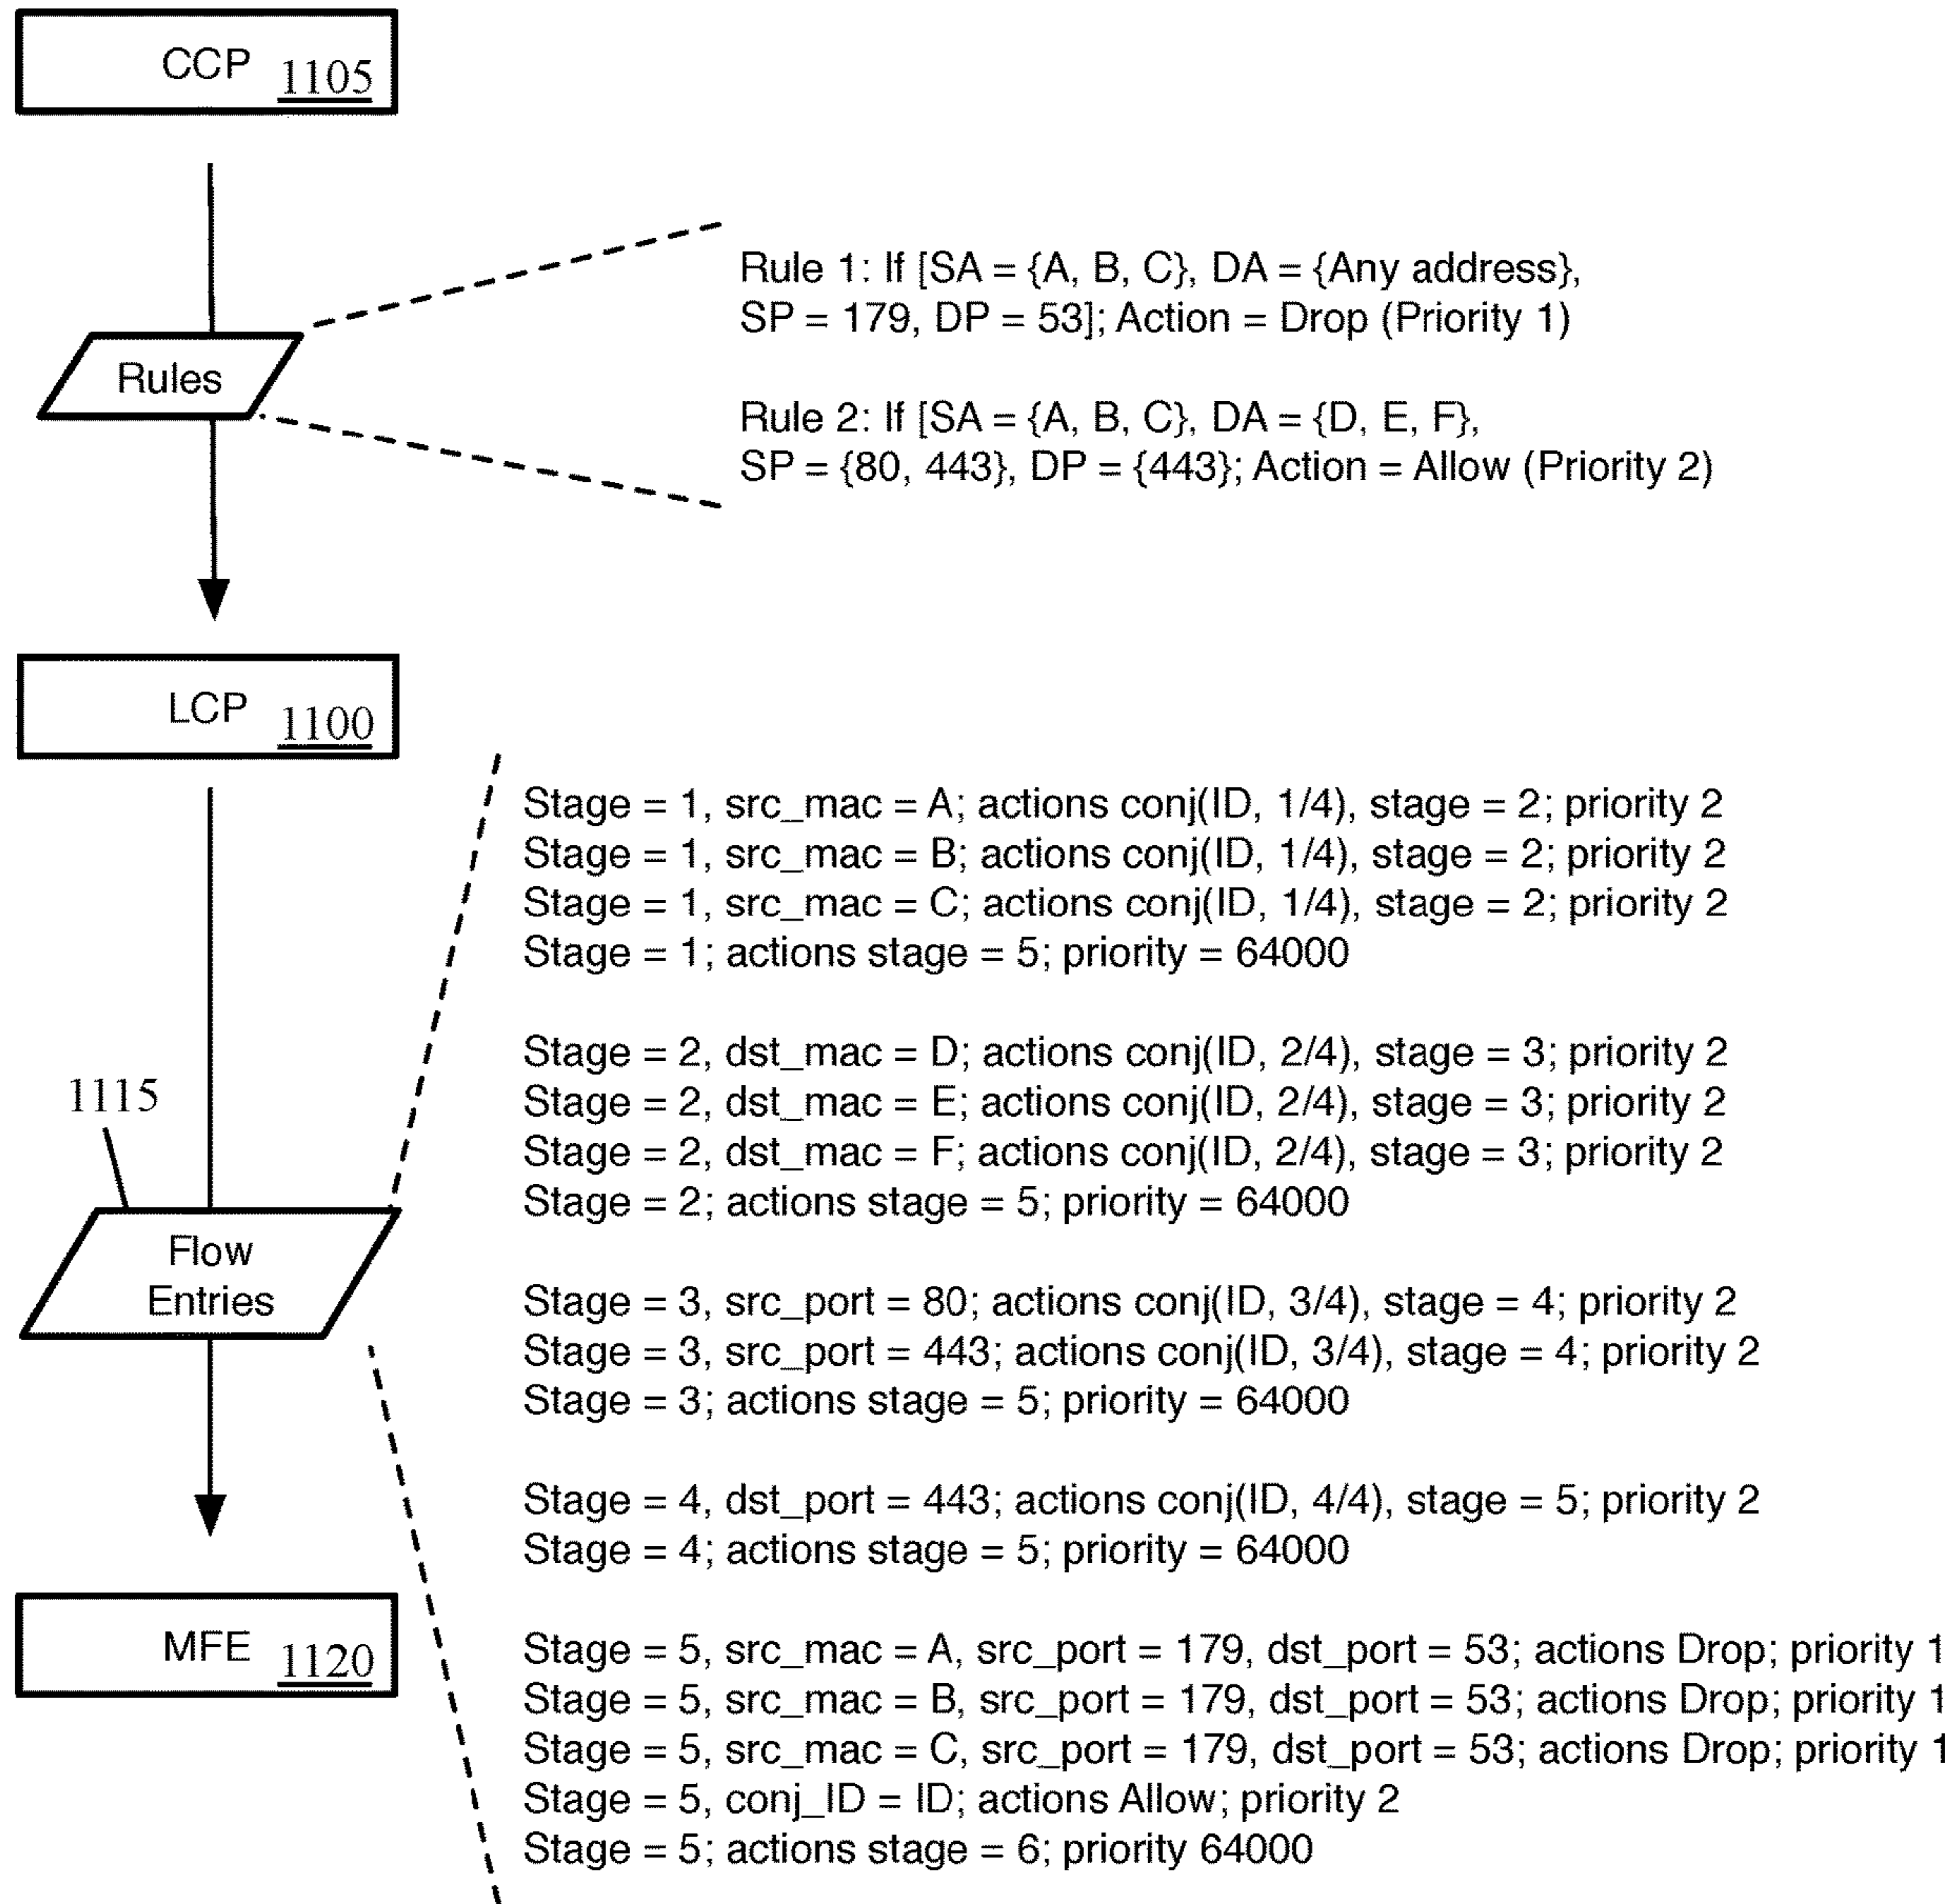 CCP 1105
Rule 1: If [SA = {A, B, C}, DA = {Any address},
SP = 179, DP = 53]; Action = Drop (Priority 1)
Rules
Rule 2: If [SA = {A, B, C}, DA = {D, E, F},
SP = {80, 443}, DP = {443}; Action = Allow (Priority 2)
LCP 1100
Stage = 1, src_mac = A; actions conj(ID, 1/4), stage = 2; priority 2
Stage = 1, src_mac = B; actions conj(ID, 1/4), stage = 2; priority 2
Stage = 1, src_mac = C; actions conj(ID, 1/4), stage = 2; priority 2
Stage = 1; actions stage = 5; priority = 64000
Stage = 2, dst_mac = D; actions conj(ID, 2/4), stage = 3; priority 2
Stage = 2, dst_mac = E; actions conj(ID, 2/4), stage = 3; priority 2
Stage = 2, dst_mac = F; actions conj(ID, 2/4), stage = 3; priority 2
Stage = 2; actions stage = 5; priority = 64000
1115
Flow
Entries
Stage = 3, src_port = 80; actions conj(ID, 3/4), stage = 4; priority 2
Stage = 3, src_port = 443; actions conj(ID, 3/4), stage = 4; priority 2
Stage = 3; actions stage = 5; priority = 64000
Stage = 4, dst_port = 443; actions conj(ID, 4/4), stage = 5; priority 2
Stage = 4; actions stage = 5; priority = 64000
MFE 1120
Stage = 5, src_mac = A, src_port = 179, dst_port = 53; actions Drop; priority 1
Stage = 5, src_mac = B, src_port = 179, dst_port = 53; actions Drop; priority 1
Stage = 5, src_mac = C, src_port = 179, dst_port = 53; actions Drop; priority 1
Stage = 5, conj_ID = ID; actions Allow; priority 2
Stage = 5; actions stage = 6; priority 64000